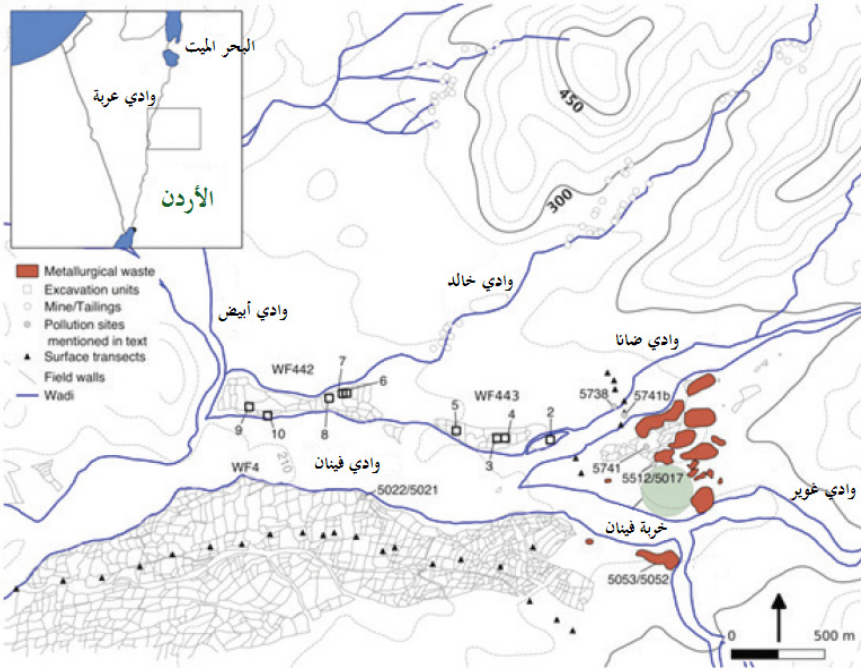 البحر الميت
وادي عربة
الأردن
450
300
Metallurgical waste
Excavation units
Mine/Tailings
Pollution sites
mentioned in text
Surface transects
Field walls
Wadi
وادي أبيض
وادي خالد
وادي ضانا
WF442
7
6
WF443
5738
5741b
5
4
2
9
10
8
3
5741
وادي فينان
210
WF4
5512/5017
5022/5021
وادي غوير
خربة فينان
5053/5052
0
500 m